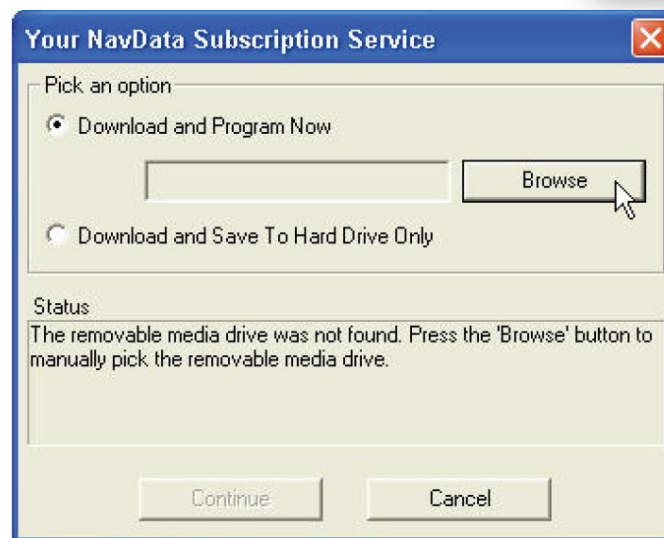 Your NavData Subscription Service
Pick an option
Download and Program Now
Browse
Download and Save To Hard Drive Only
Status
The removable media drive was not found. Press the 'Browse' button to
manually pick the removable media drive.
Continue
Cancel